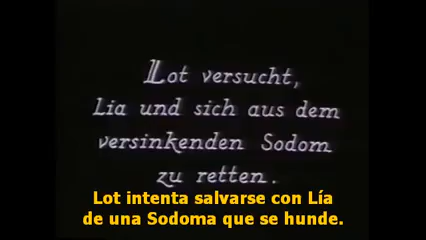 Lot versucht,
Lia und sich aus dem
versinkenden Sodom
zu retten.
Lot intenta salvarse con Lía
de una Sodoma que se hunde.